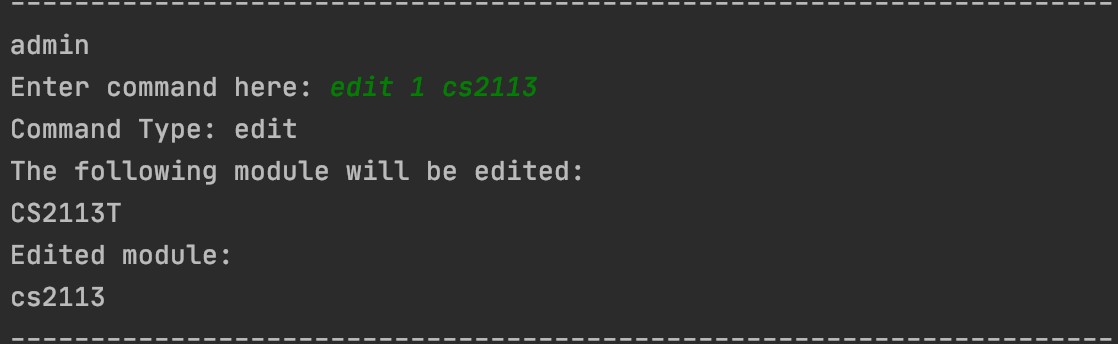 ----------------------------------------------------------------------
admin
Enter command here: edit 1 cs2113
Command Type: edit
The following module will be edited:
CS2113T
Edited module:
cs2113
----------------------------------------------------------------------